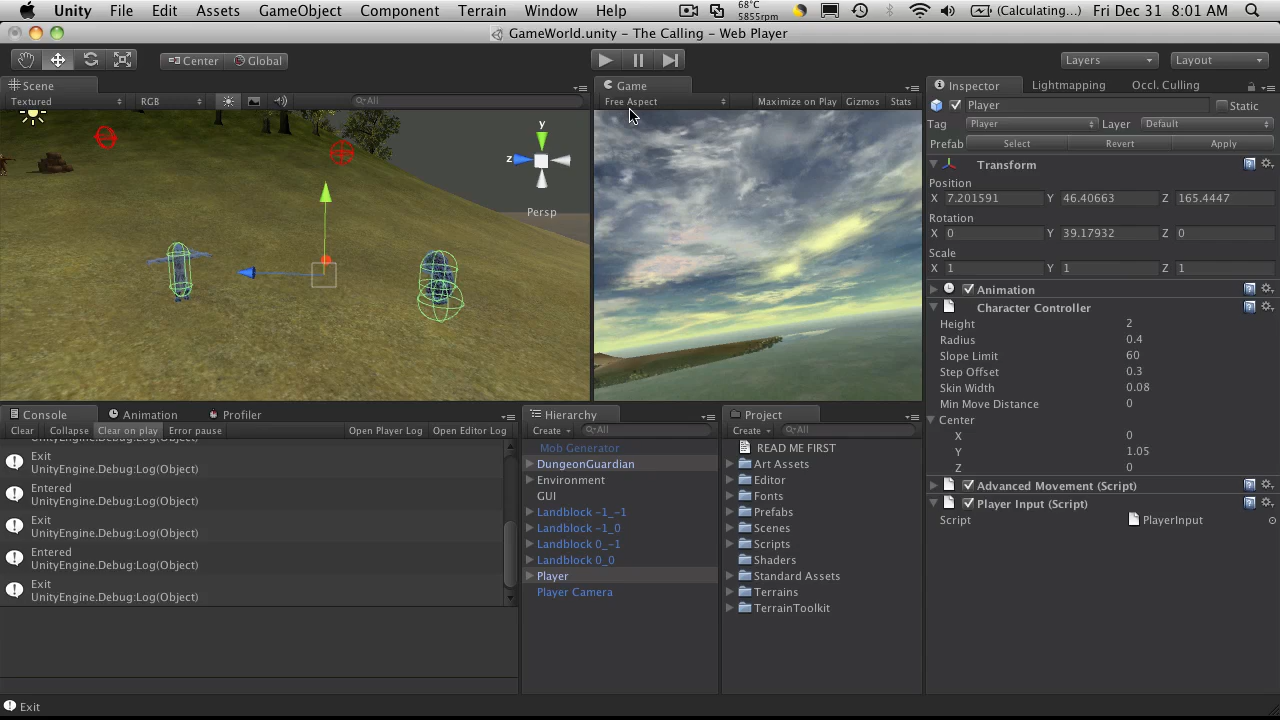 Unity File Edit Assets GameObject Component Terrain Window Help 68°C 5855rpm (Calculating...) Fri Dec 31 8:01 AM
GameWorld.unity - The Calling - Web Player
Center Global Layers Layout
Scene
Textured RGB All
y
z
Persp
Game
Free Aspect Maximize on Play Gizmos Stats
Inspector Lightmapping Occl. Culling
Player Static
Tag Player Layer Default
Prefab Select Revert Apply
Transform
Position
X 7.201591 Y 46.40663 Z 165.4447
Rotation
X 0 Y 39.17932 Z 0
Scale
X 1 Y 1 Z 1
Animation
Character Controller
Height 2
Radius 0.4
Slope Limit 60
Step Offset 0.3
Skin Width 0.08
Min Move Distance 0
Center
X 0
Y 1.05
Z 0
Advanced Movement (Script)
Player Input (Script)
Script PlayerInput
Console Animation Profiler
Clear Collapse Clear on play Error pause Open Player Log Open Editor Log
UnityEngine.Debug:Log(Object)
Exit
UnityEngine.Debug:Log(Object)
Entered
UnityEngine.Debug:Log(Object)
Exit
UnityEngine.Debug:Log(Object)
Entered
UnityEngine.Debug:Log(Object)
Exit
UnityEngine.Debug:Log(Object)
Hierarchy
Create All
Mob Generator
DungeonGuardian
Environment
GUI
Landblock -1_-1
Landblock -1_0
Landblock 0_-1
Landblock 0_0
Player
Player Camera
Project
Create All
READ ME FIRST
Art Assets
Editor
Fonts
Prefabs
Scenes
Scripts
Shaders
Standard Assets
Terrains
TerrainToolkit
Exit